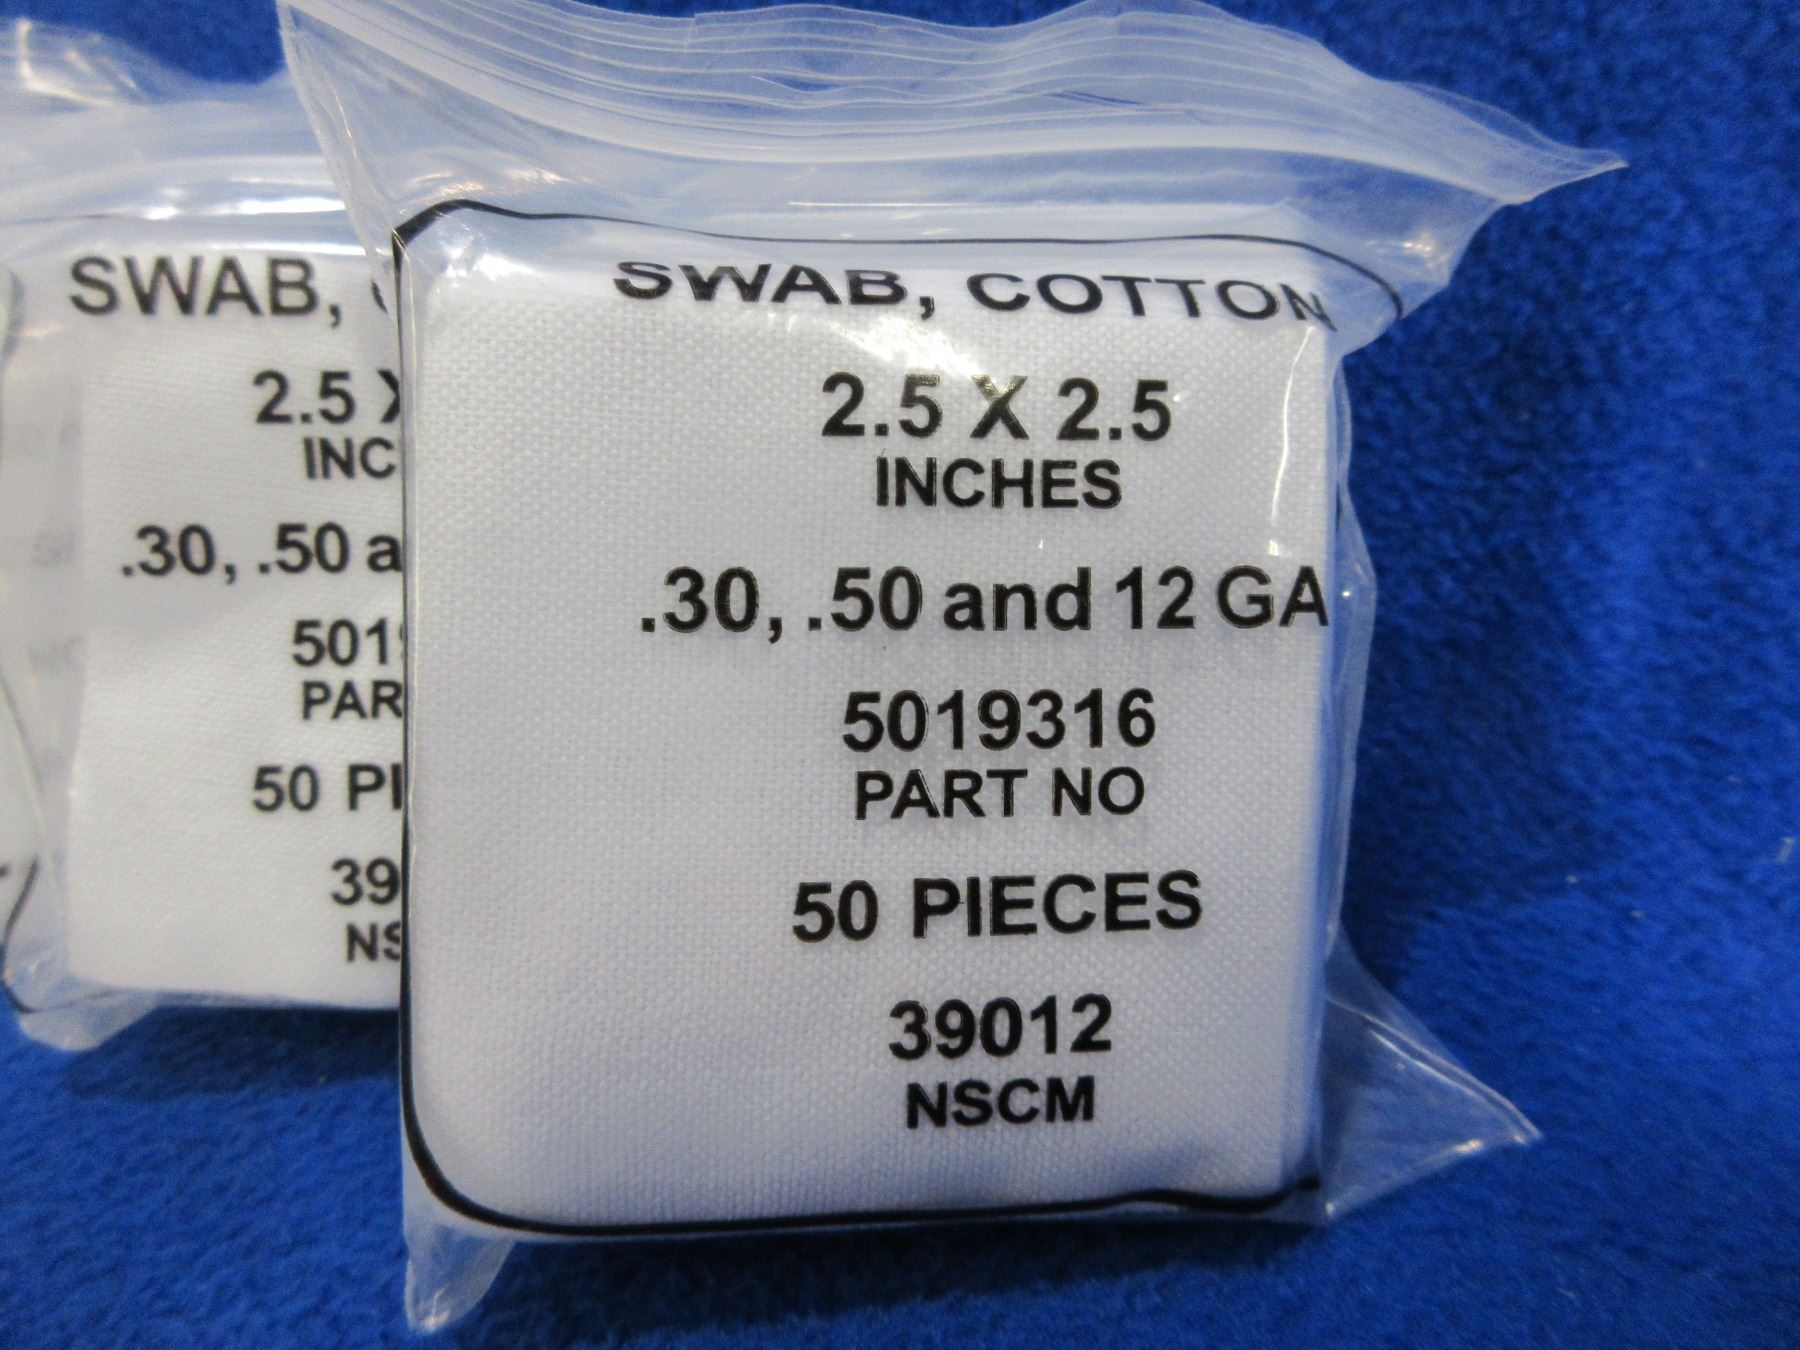 SWAB, COTTON
2.5 X 2.5
INCHES
.30, .50 and 12 GA
5019316
PART NO
50 PIECES
39012
NSCM
SWAB,
2.5 X
INC
.30, .50 a
501
PAR
50 PI
39
NS